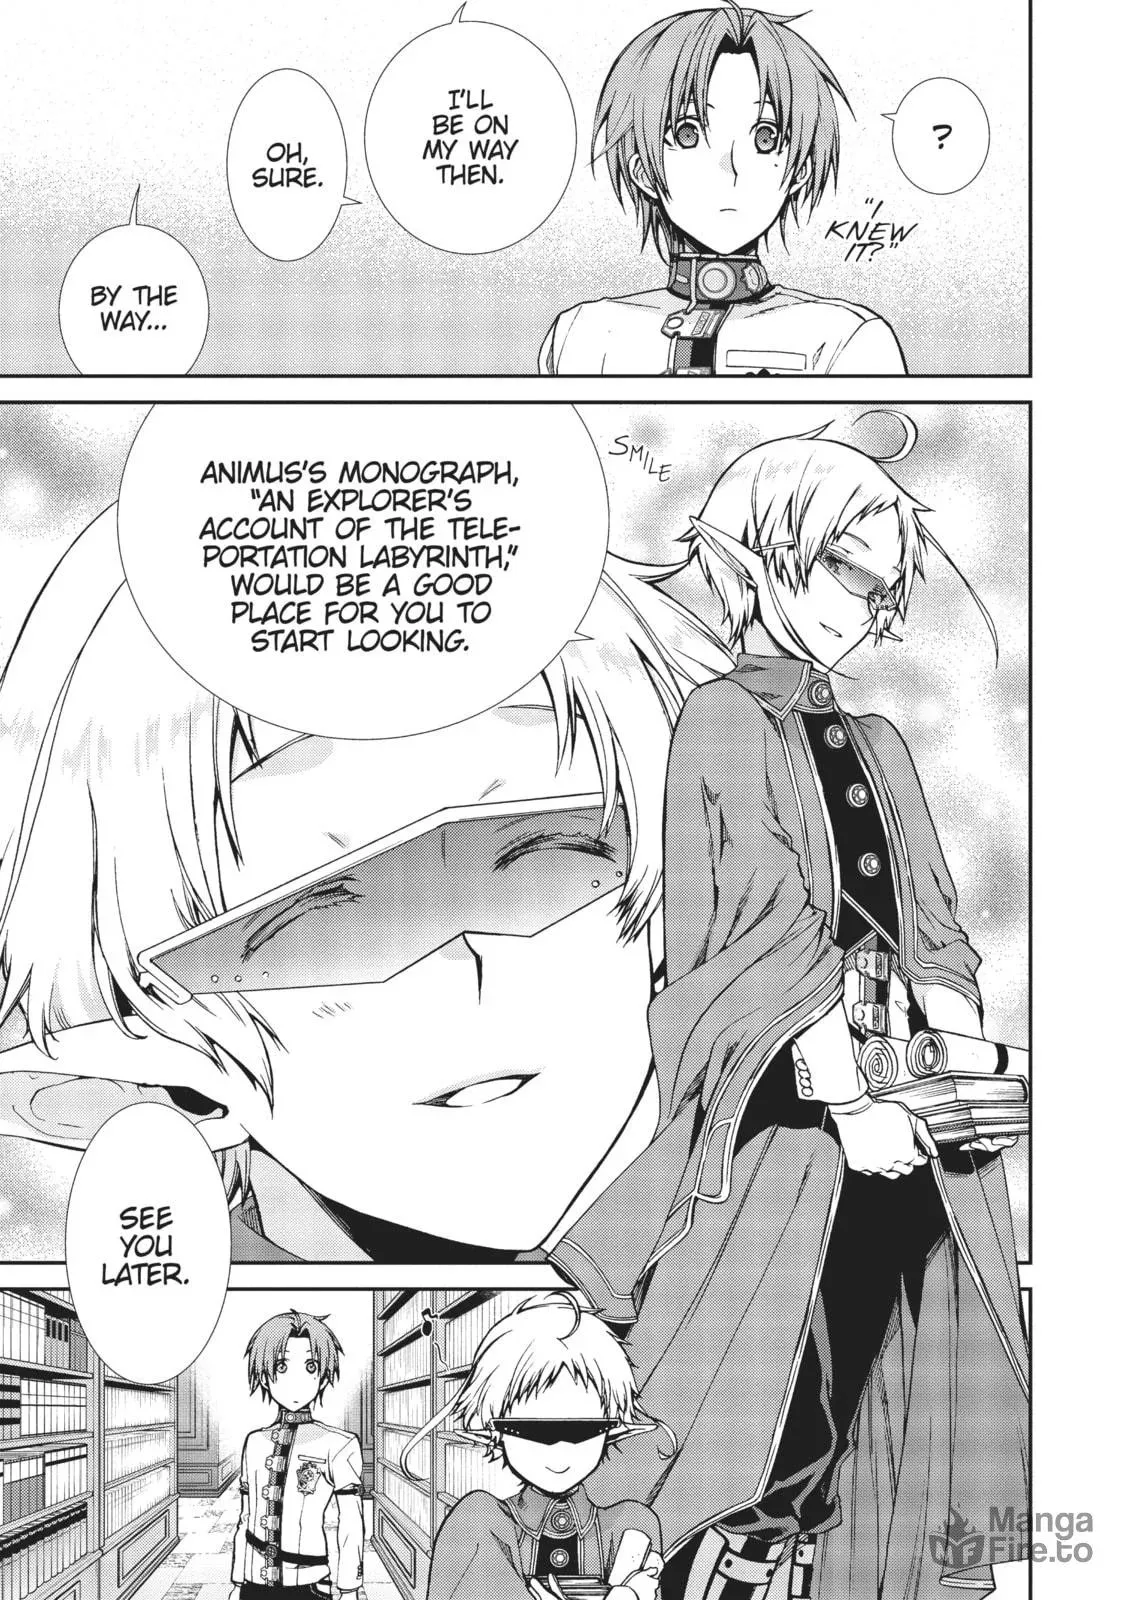 ?
"I
KNEW
IT?"
I'LL
BE ON
MY WAY
THEN.
OH,
SURE.
BY THE
WAY...
SMILE
ANIMUS'S MONOGRAPH,
"AN EXPLORER'S
ACCOUNT OF THE TELE-
PORTATION LABYRINTH,"
WOULD BE A GOOD
PLACE FOR YOU TO
START LOOKING.
SEE
YOU
LATER.
Manga
Fire.to